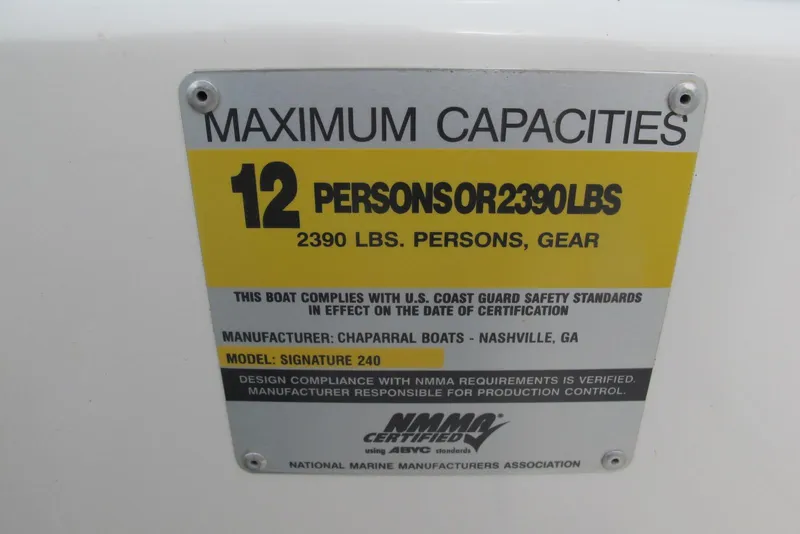 MAXIMUM CAPACITIES
12 PERSONS OR 2390 LBS
2390 LBS. PERSONS, GEAR
THIS BOAT COMPLIES WITH U.S. COAST GUARD SAFETY STANDARDS
IN EFFECT ON THE DATE OF CERTIFICATION
MANUFACTURER: CHAPARRAL BOATS - NASHVILLE, GA
MODEL: SIGNATURE 240
DESIGN COMPLIANCE WITH NMMA REQUIREMENTS IS VERIFIED.
MANUFACTURER RESPONSIBLE FOR PRODUCTION CONTROL.
NMMA®
CERTIFIED
using ABYC standards
NATIONAL MARINE MANUFACTURERS ASSOCIATION